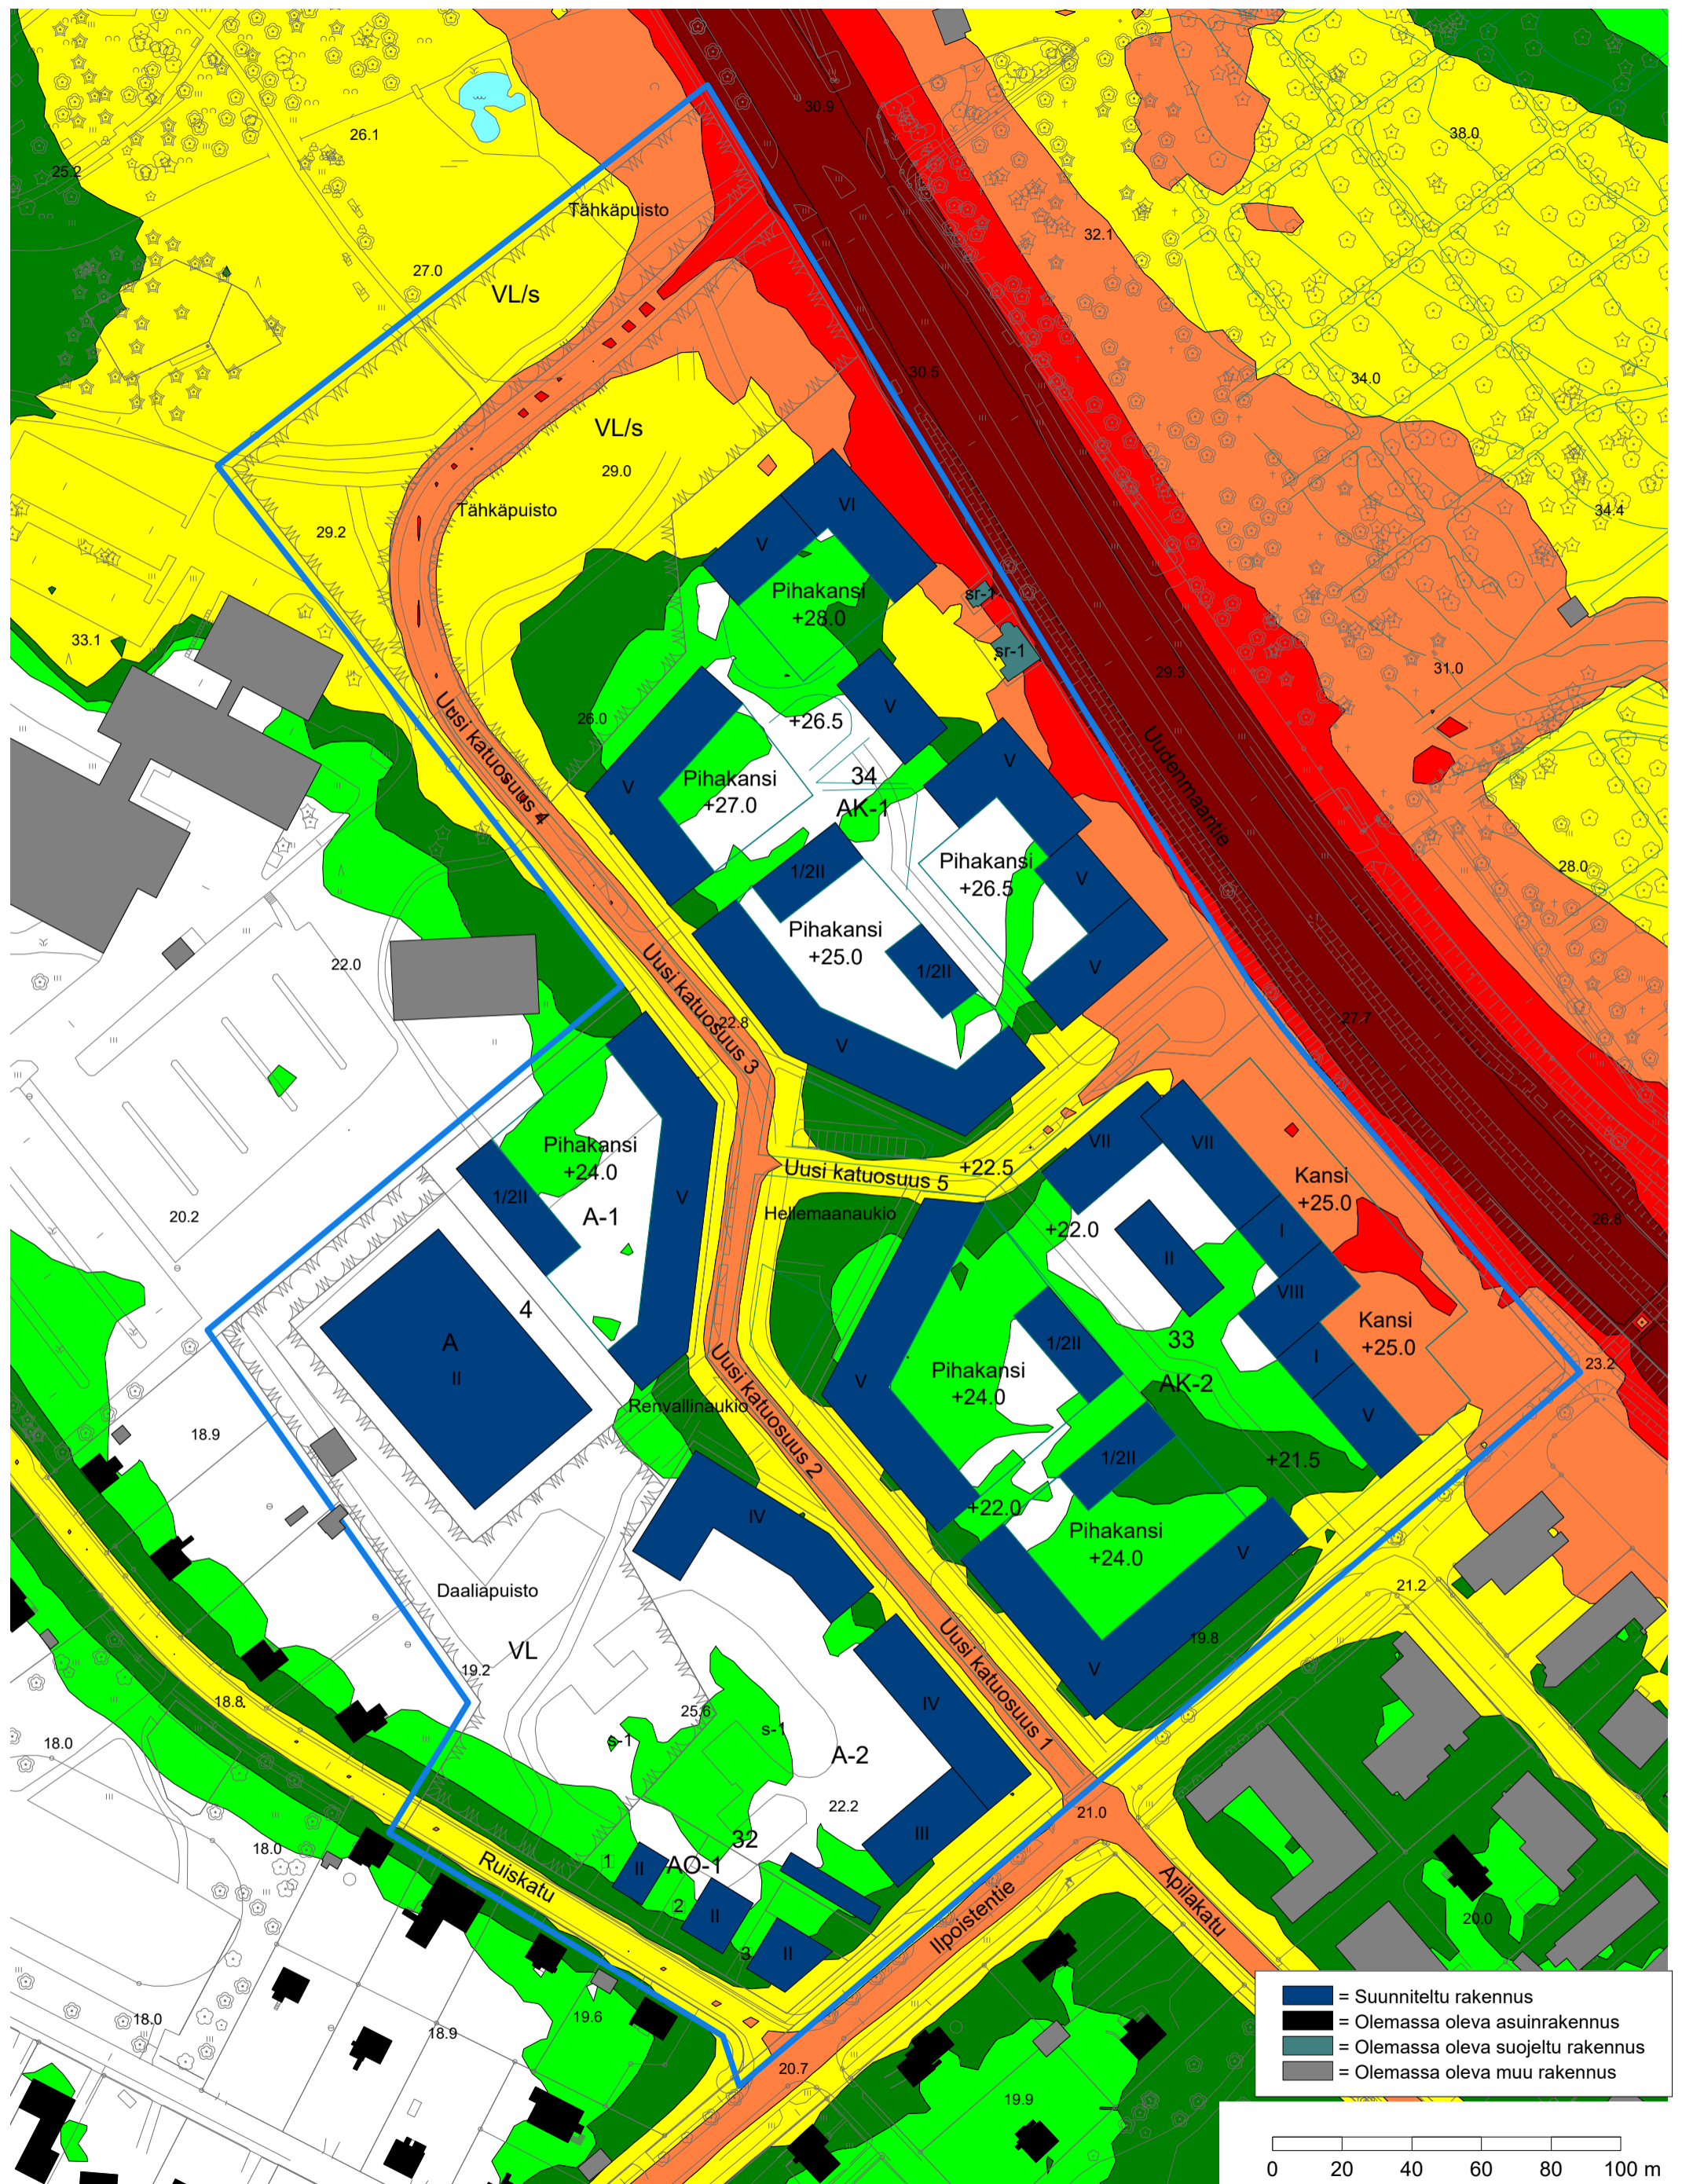 30.9
26.1
38.0
25.2
Tähkäpuisto
32.1
27.0
VL/s
30.5
34.0
VL/s
29.0
VI
Tähkäpuisto
34.4
29.2
V
Pihakansi
+28.0
sr-1
33.1
sr-1
31.0
29.3
Uusi katuosuus 4
26.0
V
+26.5
Uudenmaantie
V
34
Pihakansi
+27.0
V
AK-1
28.0
1/2II
Pihakansi
+26.5
V
Pihakansi
+25.0
22.0
1/2II
V
Uusi katuosuus 3
22.8
27.7
V
Pihakansi
+24.0
VII
VII
Uusi katuosuus 5
+22.5
Kansi
+25.0
1/2II
V
A-1
20.2
Hellemaanaukio
+22.0
26.8
I
II
4
VIII
Kansi
+25.0
A
II
1/2II
33
I
23.2
Uusi katuosuus 2
V
Pihakansi
+24.0
AK-2
Renvallinaukio
V
18.9
1/2II
+21.5
IV
+22.0
Pihakansi
+24.0
V
21.2
Daaliapuisto
VL
19.8
19.2
Uusi katuosuus 1
V
18.8
25.6
IV
s-1
s-1
18.0
A-2
22.2
21.0
32
III
18.0
1
II
AO-1
Ruiskatu
2
II
Ilpoistentie
Apilakatu
3
II
20.0
18.0
18.9
19.6
20.7
19.9
= Suunniteltu rakennus
= Olemassa oleva asuinrakennus
= Olemassa oleva suojeltu rakennus
= Olemassa oleva muu rakennus
0 20 40 60 80 100 m